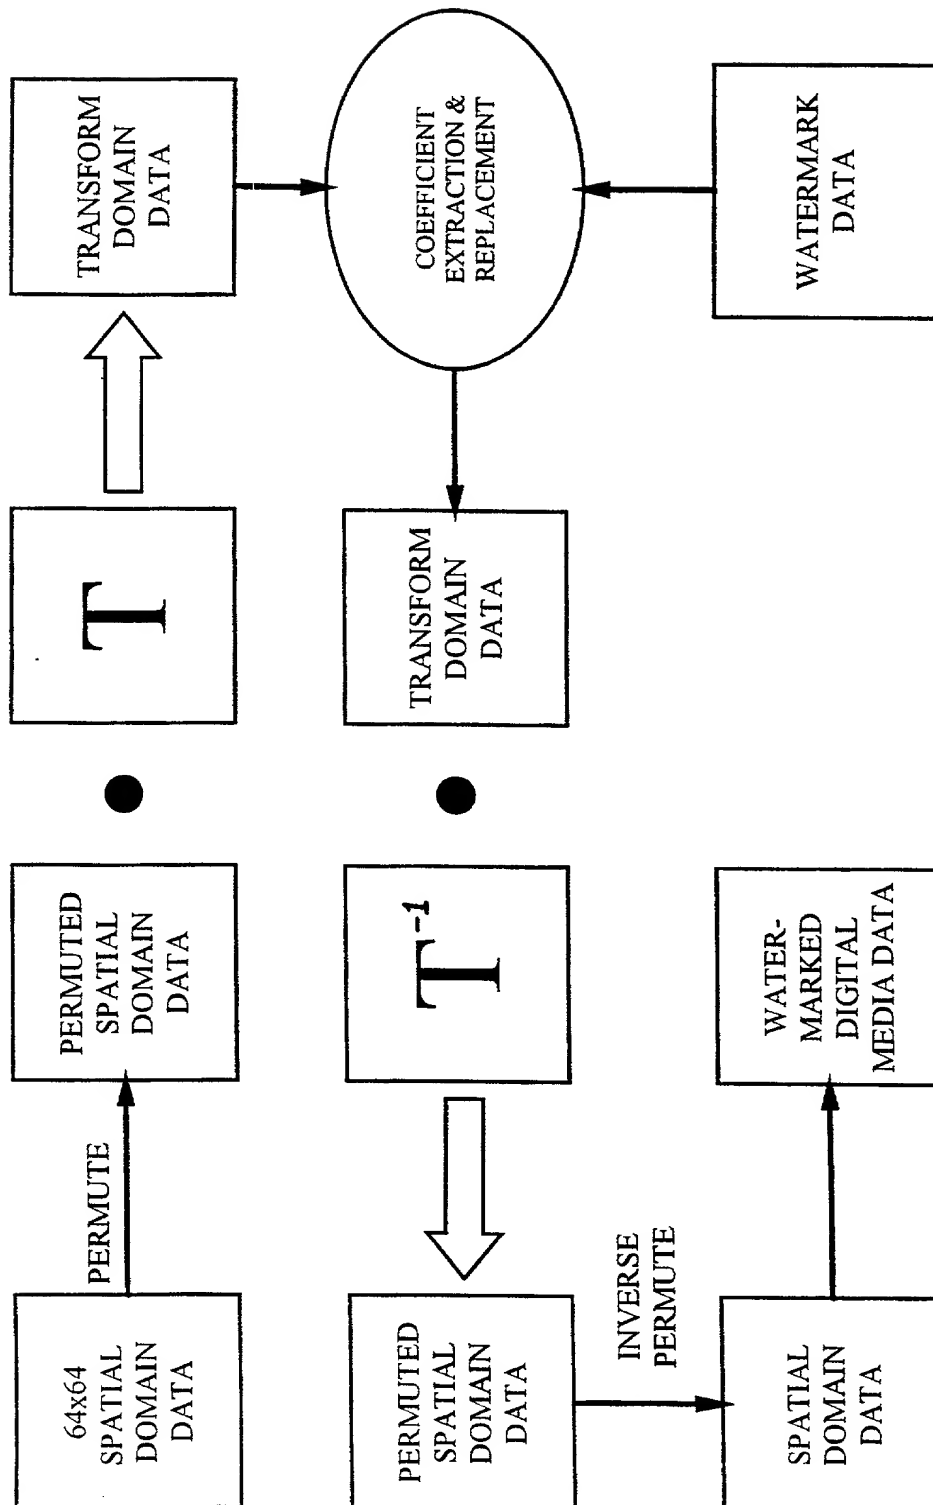 64x64
SPATIAL
DOMAIN
DATA
PERMUTE
PERMUTED
SPATIAL
DOMAIN
DATA
T
TRANSFORM
DOMAIN
DATA
PERMUTED
SPATIAL
DOMAIN
DATA
T-1
TRANSFORM
DOMAIN
DATA
COEFFICIENT
EXTRACTION &
REPLACEMENT
INVERSE
PERMUTE
SPATIAL
DOMAIN
DATA
WATER-
MARKED
DIGITAL
MEDIA DATA
WATERMARK
DATA